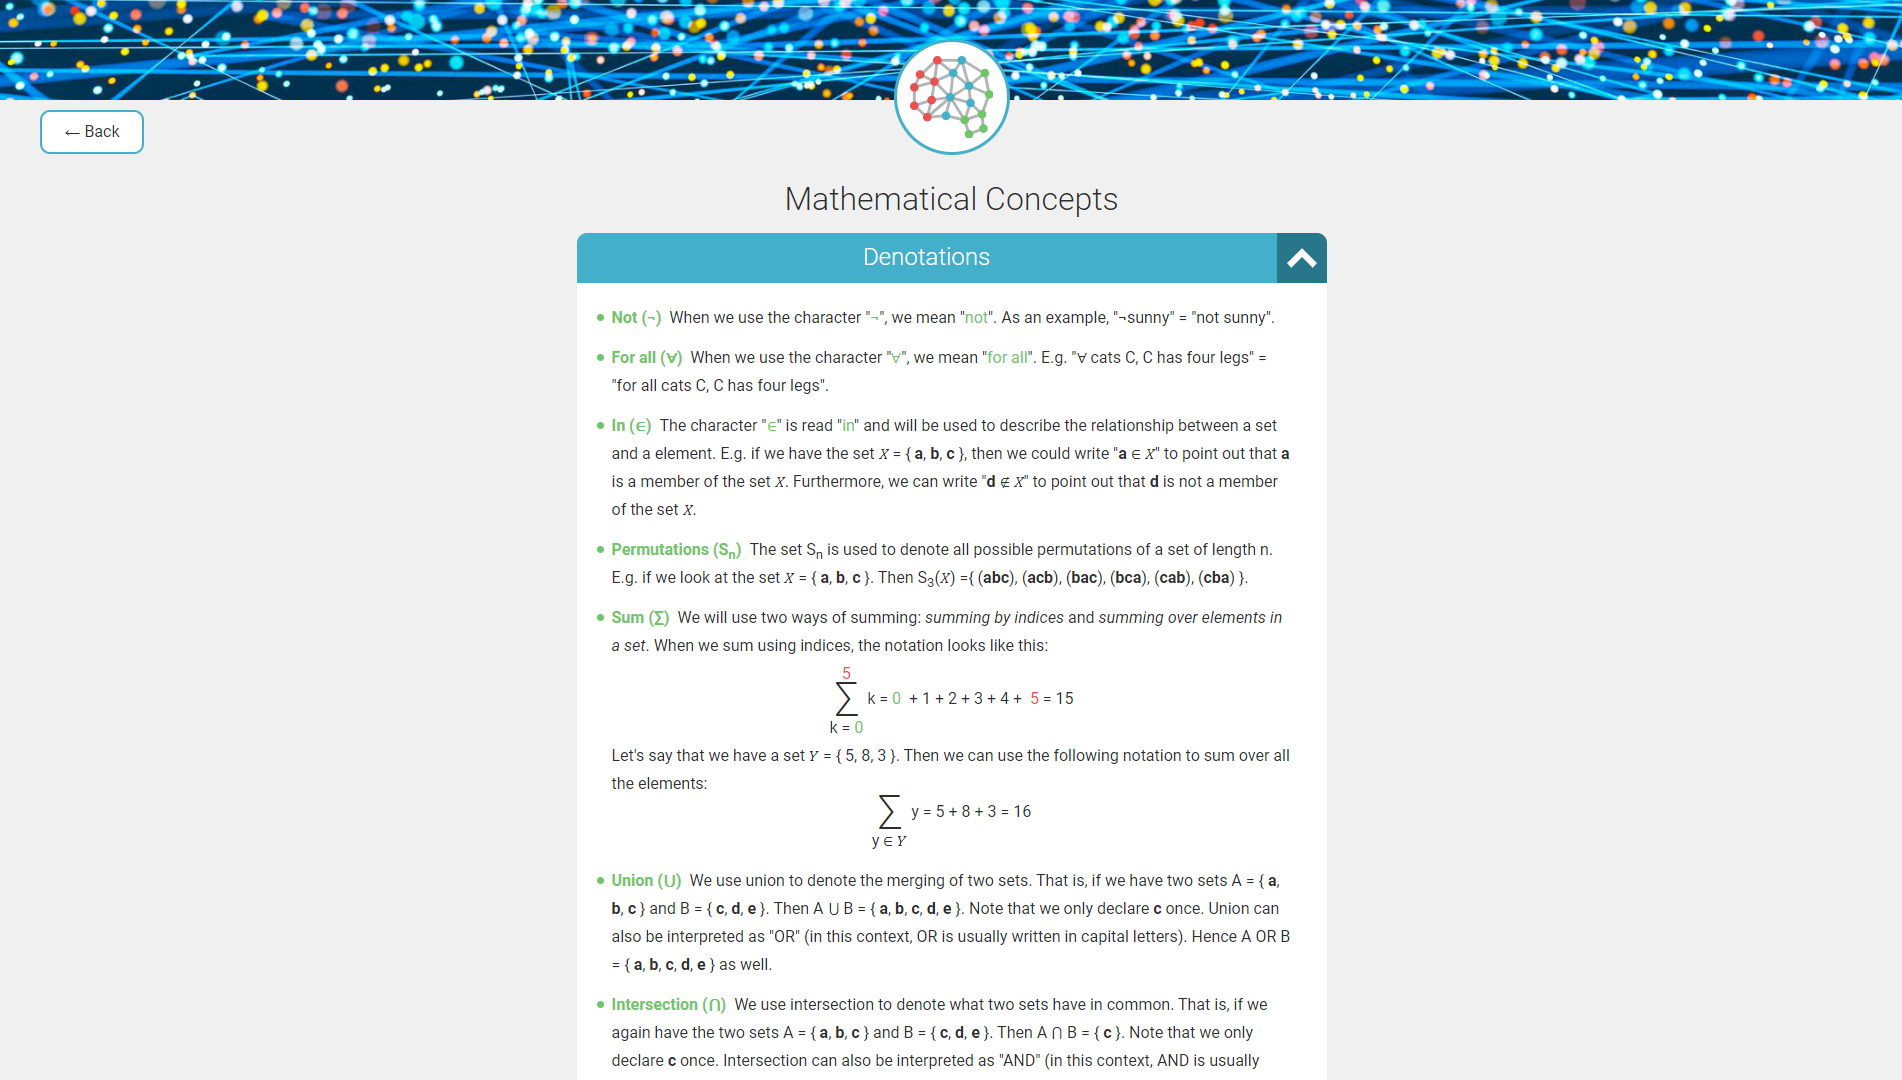 ← Back
Mathematical Concepts
Denotations
Not (¬) When we use the character "¬", we mean "not". As an example, "¬sunny" = "not sunny".
For all (∀) When we use the character "∀", we mean "for all". E.g. "∀ cats C, C has four legs" =
"for all cats C, C has four legs".
In (∈) The character "∈" is read "in" and will be used to describe the relationship between a set
and a element. E.g. if we have the set X = { a, b, c }, then we could write "a ∈ X" to point out that a
is a member of the set X. Furthermore, we can write "d ∉ X" to point out that d is not a member
of the set X.
Permutations (Sn) The set Sn is used to denote all possible permutations of a set of length n.
E.g. if we look at the set X = { a, b, c }. Then S3(X) ={ (abc), (acb), (bac), (bca), (cab), (cba) }.
Sum (∑) We will use two ways of summing: summing by indices and summing over elements in
a set. When we sum using indices, the notation looks like this:
5
∑ k = 0 + 1 + 2 + 3 + 4 + 5 = 15
k = 0
Let's say that we have a set Y = { 5, 8, 3 }. Then we can use the following notation to sum over all
the elements:
∑ y = 5 + 8 + 3 = 16
y ∈ Y
Union (∪) We use union to denote the merging of two sets. That is, if we have two sets A = { a,
b, c } and B = { c, d, e }. Then A ∪ B = { a, b, c, d, e }. Note that we only declare c once. Union can
also be interpreted as "OR" (in this context, OR is usually written in capital letters). Hence A OR B
= { a, b, c, d, e } as well.
Intersection (∩) We use intersection to denote what two sets have in common. That is, if we
again have the two sets A = { a, b, c } and B = { c, d, e }. Then A ∩ B = { c }. Note that we only
declare c once. Intersection can also be interpreted as "AND" (in this context, AND is usually